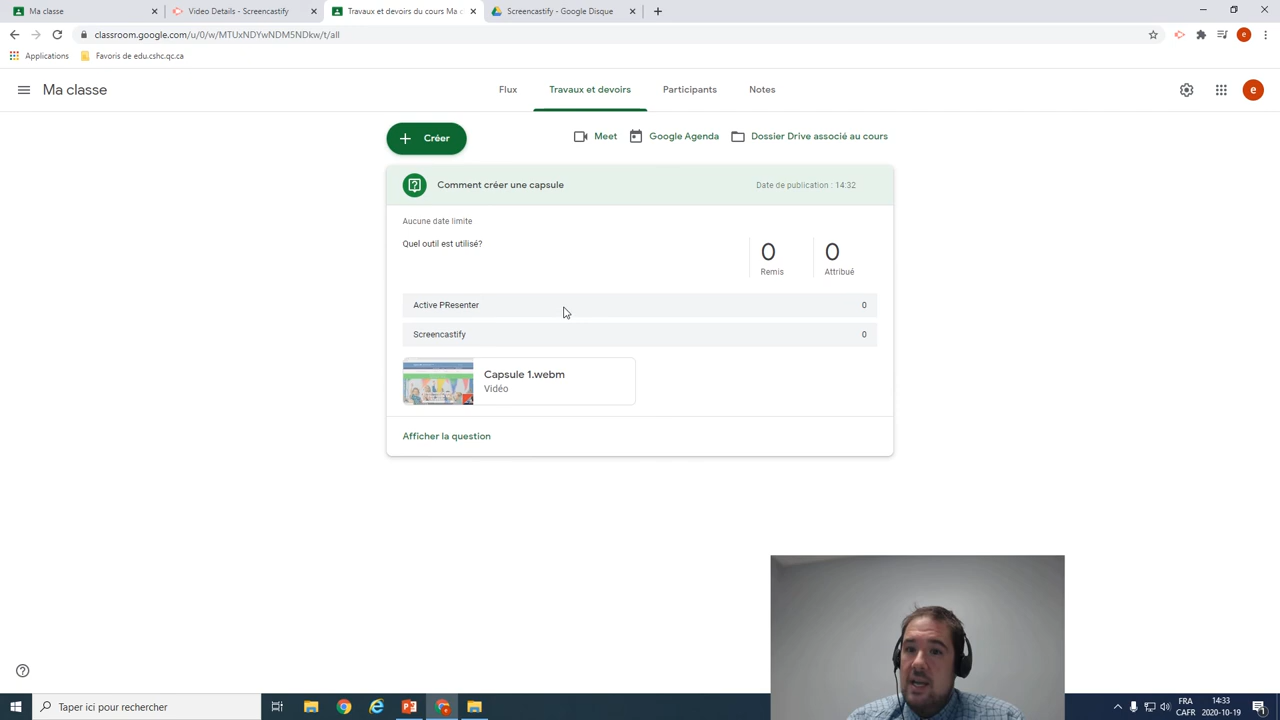 Ma classe
Video Details - Screencastify
Travaux et devoirs du cours Ma c
Screencastify - Google Disque
classroom.google.com/u/0/w/MTUxNDYwNDM5NDkw/t/all
e
Applications
Favoris de edu.cshc.qc.ca
Ma classe
Flux
Travaux et devoirs
Participants
Notes
e
Créer
Meet
Google Agenda
Dossier Drive associé au cours
Comment créer une capsule
Date de publication : 14:32
Aucune date limite
Quel outil est utilisé?
0
Remis
0
Attribué
Active PResenter
0
Screencastify
0
Capsule 1.webm
Vidéo
Afficher la question
Taper ici pour rechercher
FRA
CAFR
14:33
2020-10-19
1